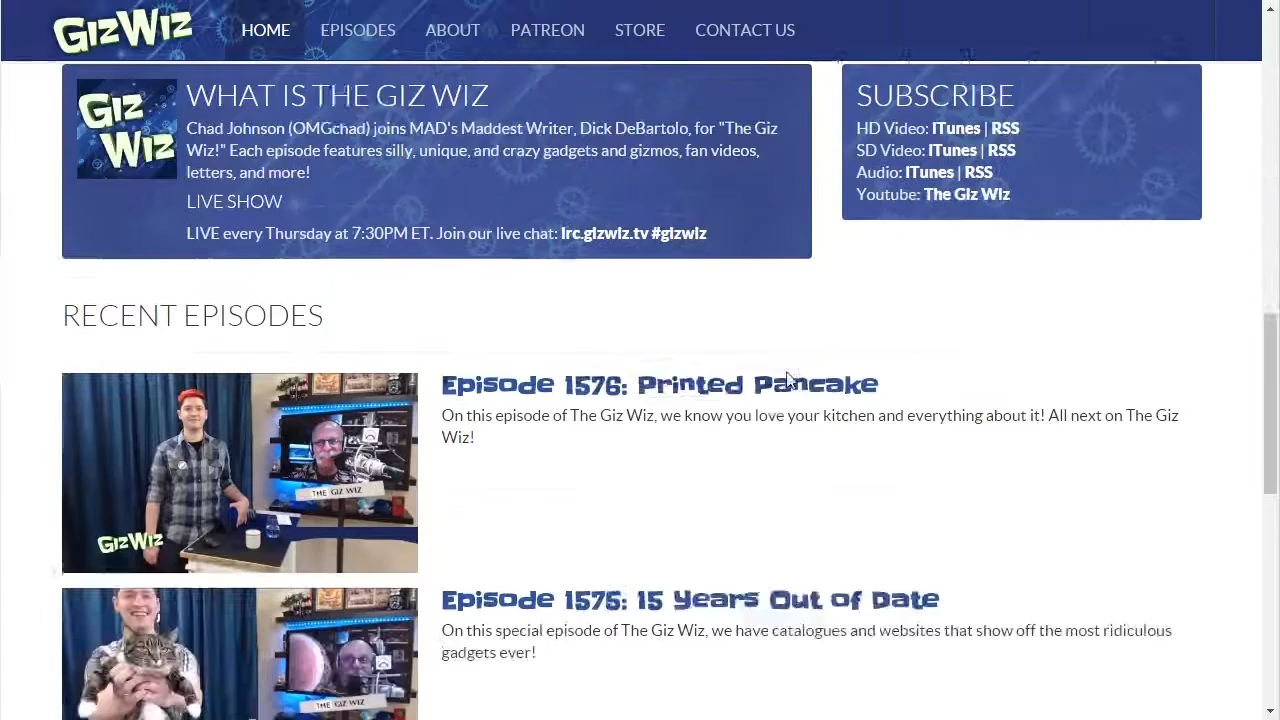 GIZWIZ
HOME
EPISODES
ABOUT
PATREON
STORE
CONTACT US
GIZ
WIZ
WHAT IS THE GIZ WIZ
Chad Johnson (OMGchad) joins MAD's Maddest Writer, Dick DeBartolo, for "The Giz
Wiz!" Each episode features silly, unique, and crazy gadgets and gizmos, fan videos,
letters, and more!
LIVE SHOW
LIVE every Thursday at 7:30PM ET. Join our live chat: irc.gizwiz.tv #gizwiz
SUBSCRIBE
HD Video: iTunes | RSS
SD Video: iTunes | RSS
Audio: iTunes | RSS
Youtube: The Giz Wiz
RECENT EPISODES
Episode 1576: Printed Pancake
On this episode of The Giz Wiz, we know you love your kitchen and everything about it! All next on The Giz
Wiz!
THE GIZ WIZ
GIZWIZ
Episode 1575: 15 Years Out of Date
On this special episode of The Giz Wiz, we have catalogues and websites that show off the most ridiculous
gadgets ever!
THE GIZ WIZ